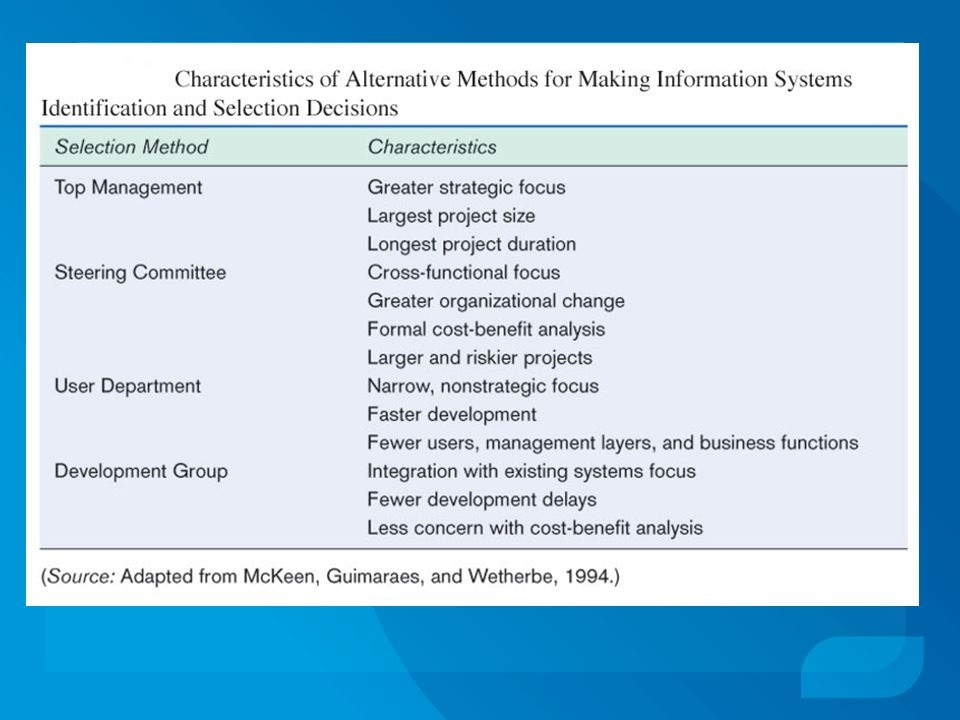 Characteristics of Alternative Methods for Making Information Systems
Identification and Selection Decisions
Selection Method Characteristics
Top Management Greater strategic focus
Largest project size
Longest project duration
Steering Committee Cross-functional focus
Greater organizational change
Formal cost-benefit analysis
Larger and riskier projects
User Department Narrow, nonstrategic focus
Faster development
Fewer users, management layers, and business functions
Development Group Integration with existing systems focus
Fewer development delays
Less concern with cost-benefit analysis
(Source: Adapted from McKeen, Guimaraes, and Wetherbe, 1994.)